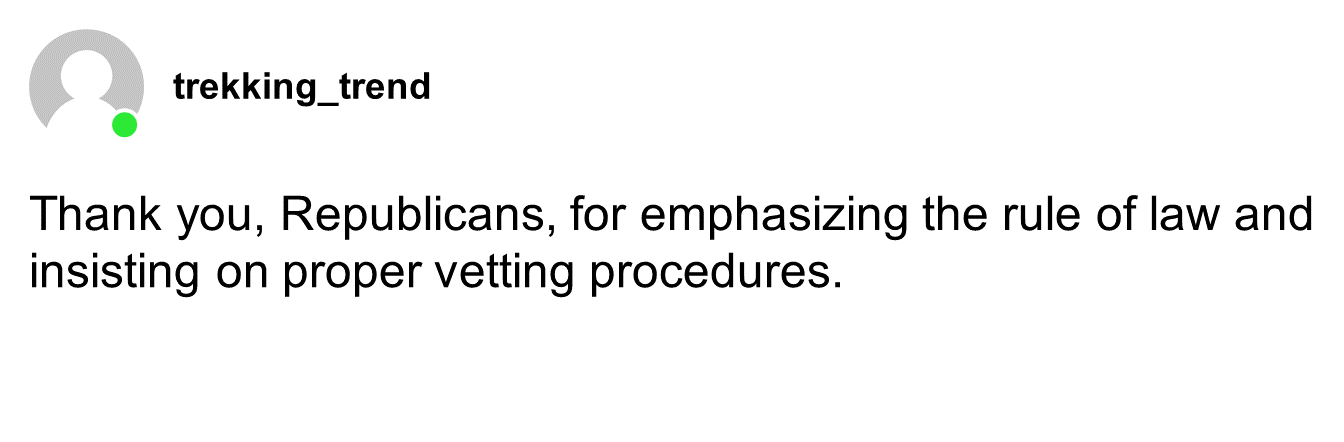 trekking_trend
Thank you, Republicans, for emphasizing the rule of law and
insisting on proper vetting procedures.